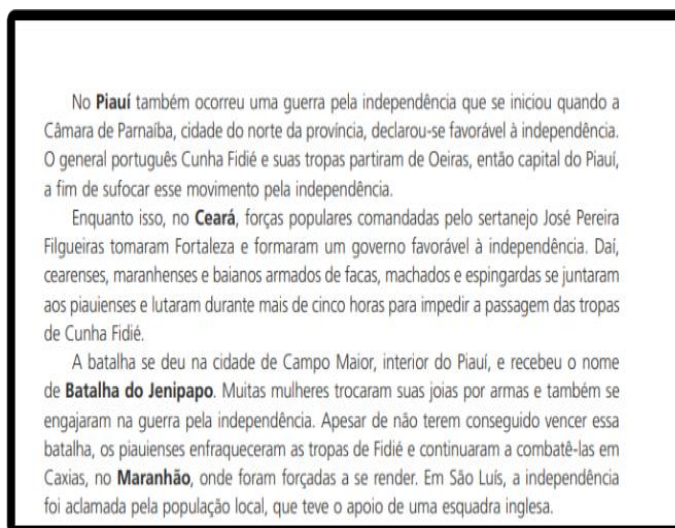 No Piauí também ocorreu uma guerra pela independência que se iniciou quando a
Câmara de Parnaíba, cidade do norte da província, declarou-se favorável à independência.
O general português Cunha Fidié e suas tropas partiram de Oeiras, então capital do Piauí,
a fim de sufocar esse movimento pela independência.
Enquanto isso, no Ceará, forças populares comandadas pelo sertanejo José Pereira
Filgueiras tomaram Fortaleza e formaram um governo favorável à independência. Daí,
cearenses, maranhenses e baianos armados de facas, machados e espingardas se juntaram
aos piauienses e lutaram durante mais de cinco horas para impedir a passagem das tropas
de Cunha Fidié.
A batalha se deu na cidade de Campo Maior, interior do Piauí, e recebeu o nome
de Batalha do Jenipapo. Muitas mulheres trocaram suas joias por armas e também se
engajaram na guerra pela independência. Apesar de não terem conseguido vencer essa
batalha, os piauienses enfraqueceram as tropas de Fidié e continuaram a combatê-las em
Caxias, no Maranhão, onde foram forçadas a se render. Em São Luís, a independência
foi aclamada pela população local, que teve o apoio de uma esquadra inglesa.